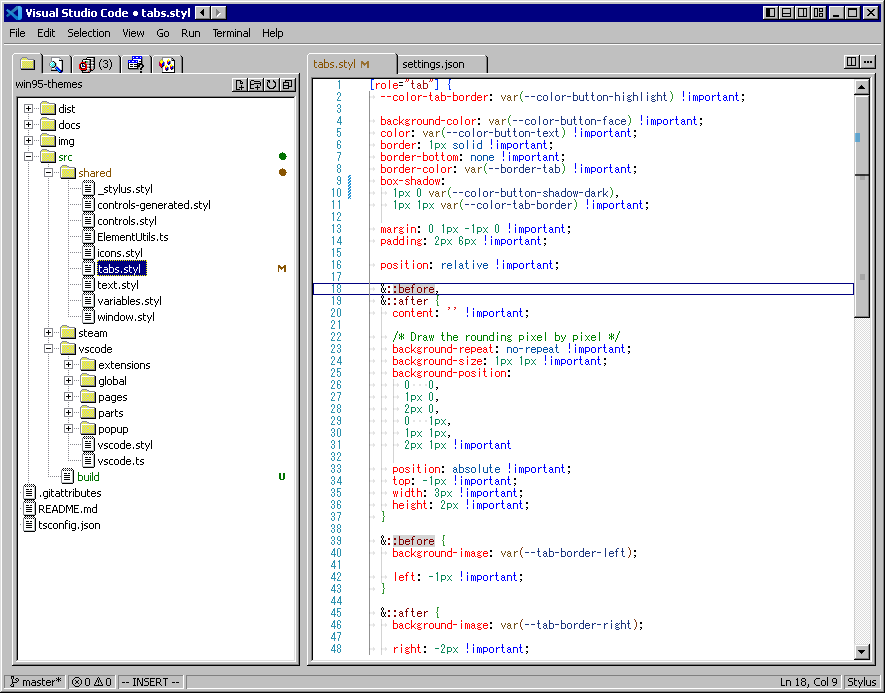 Visual Studio Code • tabs.styl
File Edit Selection View Go Run Terminal Help
(3)
tabs.styl M settings.json
win95-themes
dist
docs
img
src
shared
_stylus.styl
controls-generated.styl
controls.styl
ElementUtils.ts
icons.styl
tabs.styl M
text.styl
variables.styl
window.styl
steam
vscode
extensions
global
pages
parts
popup
vscode.styl
vscode.ts
build U
.gitattributes
README.md
tsconfig.json
1 [role="tab"] {
2 --color-tab-border: var(--color-button-highlight) !important;
3
4 background-color: var(--color-button-face) !important;
5 color: var(--color-button-text) !important;
6 border: 1px solid !important;
7 border-bottom: none !important;
8 border-color: var(--border-tab) !important;
9 box-shadow:
10 1px 0 var(--color-button-shadow-dark),
11 1px 1px var(--color-tab-border) !important;
12
13 margin: 0 1px -1px 0 !important;
14 padding: 2px 6px !important;
15
16 position: relative !important;
17
18 &::before,
19 &::after {
20 content: '' !important;
21
22 /* Draw the rounding pixel by pixel */
23 background-repeat: no-repeat !important;
24 background-size: 1px 1px !important;
25 background-position:
26 0 0,
27 1px 0,
28 2px 0,
29 0 1px,
30 1px 1px,
31 2px 1px !important
32
33 position: absolute !important;
34 top: -1px !important;
35 width: 3px !important;
36 height: 2px !important;
37 }
38
39 &::before {
40 background-image: var(--tab-border-left);
41
42 left: -1px !important;
43 }
44
45 &::after {
46 background-image: var(--tab-border-right);
47
48 right: -2px !important;
master* 0 0 -- INSERT -- Ln 18, Col 9 Stylus